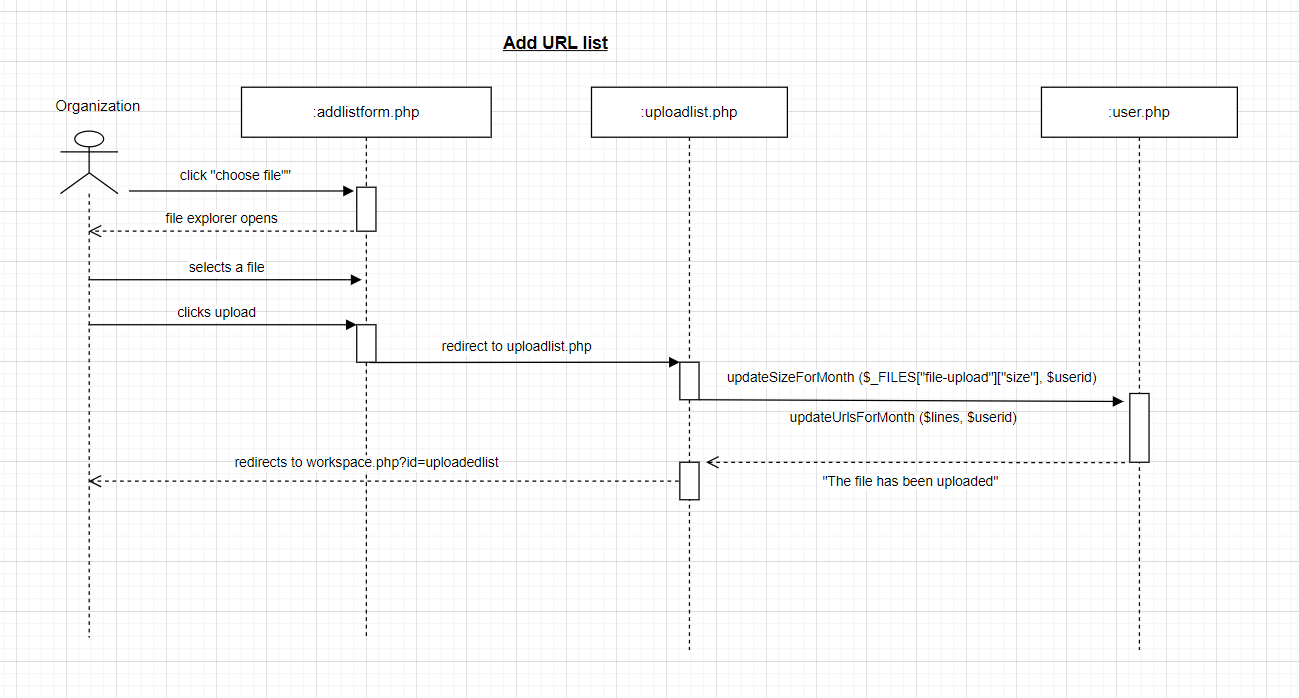 Add URL list
Organization
:addlistform.php
:uploadlist.php
:user.php
click "choose file""
file explorer opens
selects a file
clicks upload
redirect to uploadlist.php
updateSizeForMonth ($_FILES["file-upload"]["size"], $userid)
updateUrlsForMonth ($lines, $userid)
redirects to workspace.php?id=uploadedlist
"The file has been uploaded"